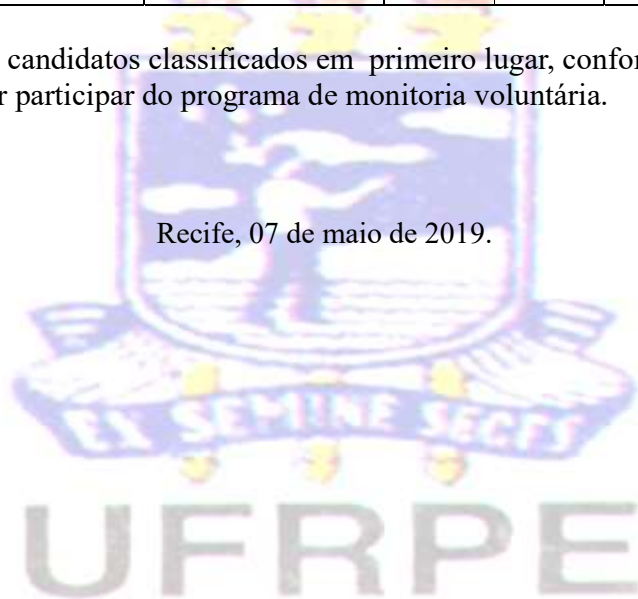 candidatos classificados em primeiro lugar, confor
r participar do programa de monitoria voluntária.
Recife, 07 de maio de 2019.
EX SEMINE SEGES
UFRPE